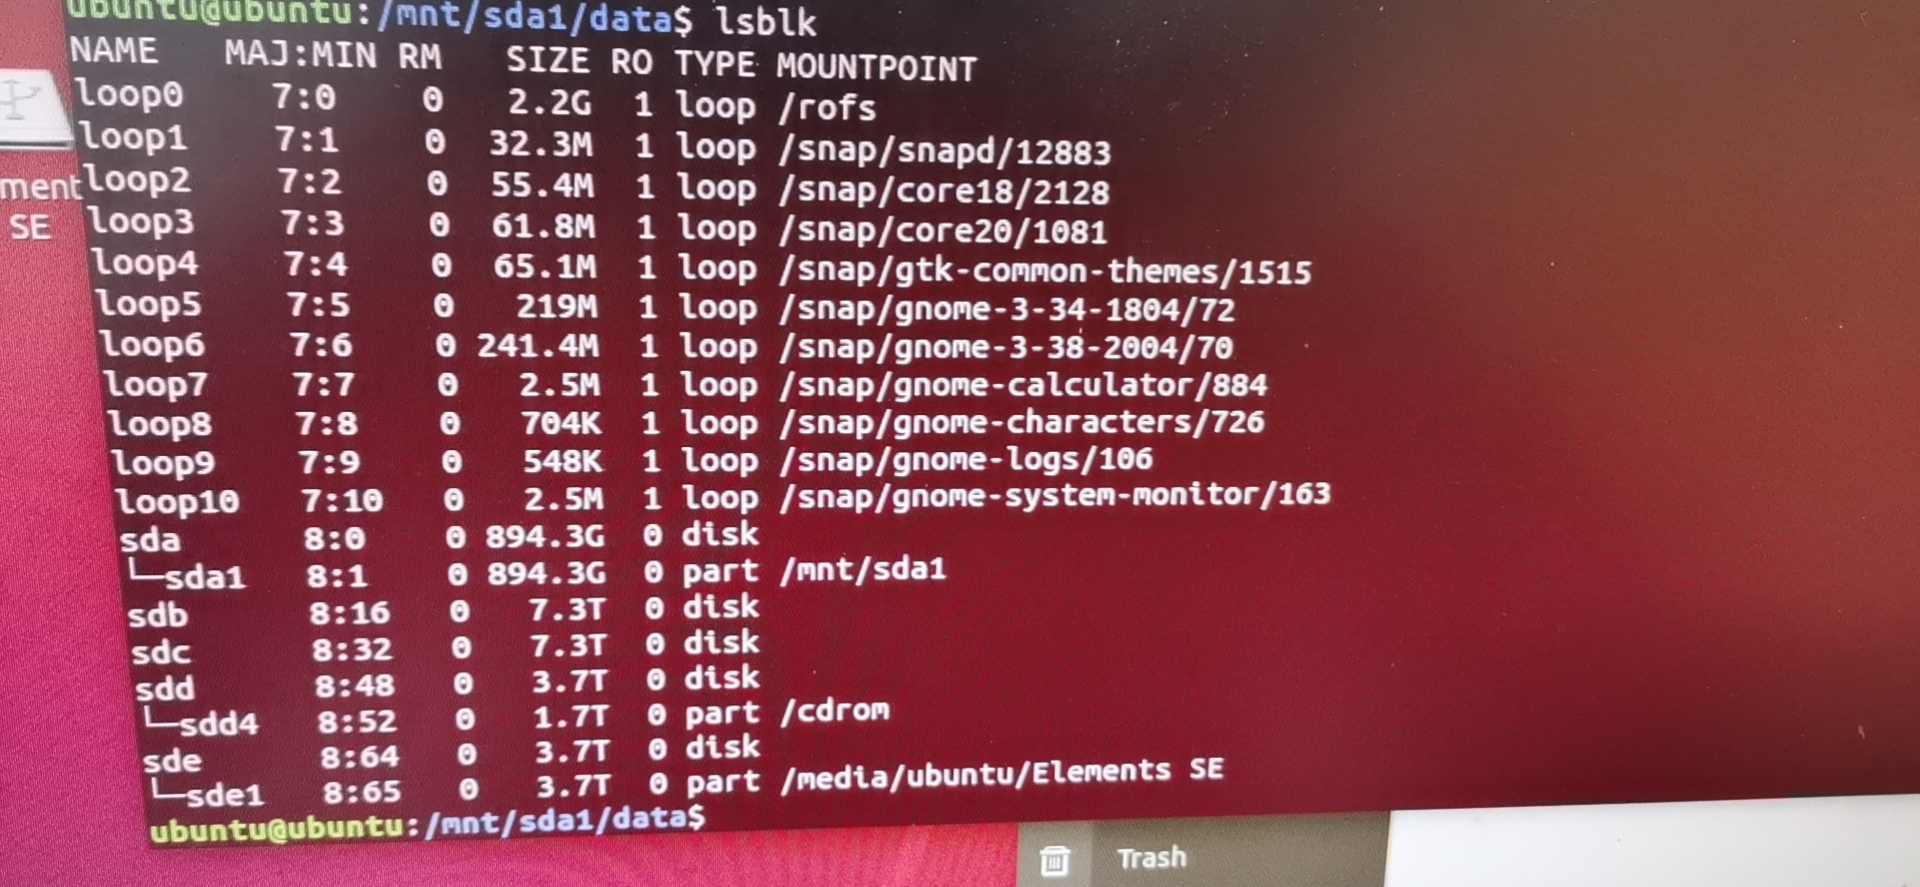 ubuntu@ubuntu:/mnt/sda1/data$ lsblk
NAME MAJ:MIN RM SIZE RO TYPE MOUNTPOINT
loop0 7:0 0 2.2G 1 loop /rofs
loop1 7:1 0 32.3M 1 loop /snap/snapd/12883
loop2 7:2 0 55.4M 1 loop /snap/core18/2128
loop3 7:3 0 61.8M 1 loop /snap/core20/1081
loop4 7:4 0 65.1M 1 loop /snap/gtk-common-themes/1515
loop5 7:5 0 219M 1 loop /snap/gnome-3-34-1804/72
loop6 7:6 0 241.4M 1 loop /snap/gnome-3-38-2004/70
loop7 7:7 0 2.5M 1 loop /snap/gnome-calculator/884
loop8 7:8 0 704K 1 loop /snap/gnome-characters/726
loop9 7:9 0 548K 1 loop /snap/gnome-logs/106
loop10 7:10 0 2.5M 1 loop /snap/gnome-system-monitor/163
sda 8:0 0 894.3G 0 disk
└─sda1 8:1 0 894.3G 0 part /mnt/sda1
sdb 8:16 0 7.3T 0 disk
sdc 8:32 0 7.3T 0 disk
sdd 8:48 0 3.7T 0 disk
└─sdd4 8:52 0 1.7T 0 part /cdrom
sde 8:64 0 3.7T 0 disk
└─sde1 8:65 0 3.7T 0 part /media/ubuntu/Elements SE
ubuntu@ubuntu:/mnt/sda1/data$
ment
SE
Trash